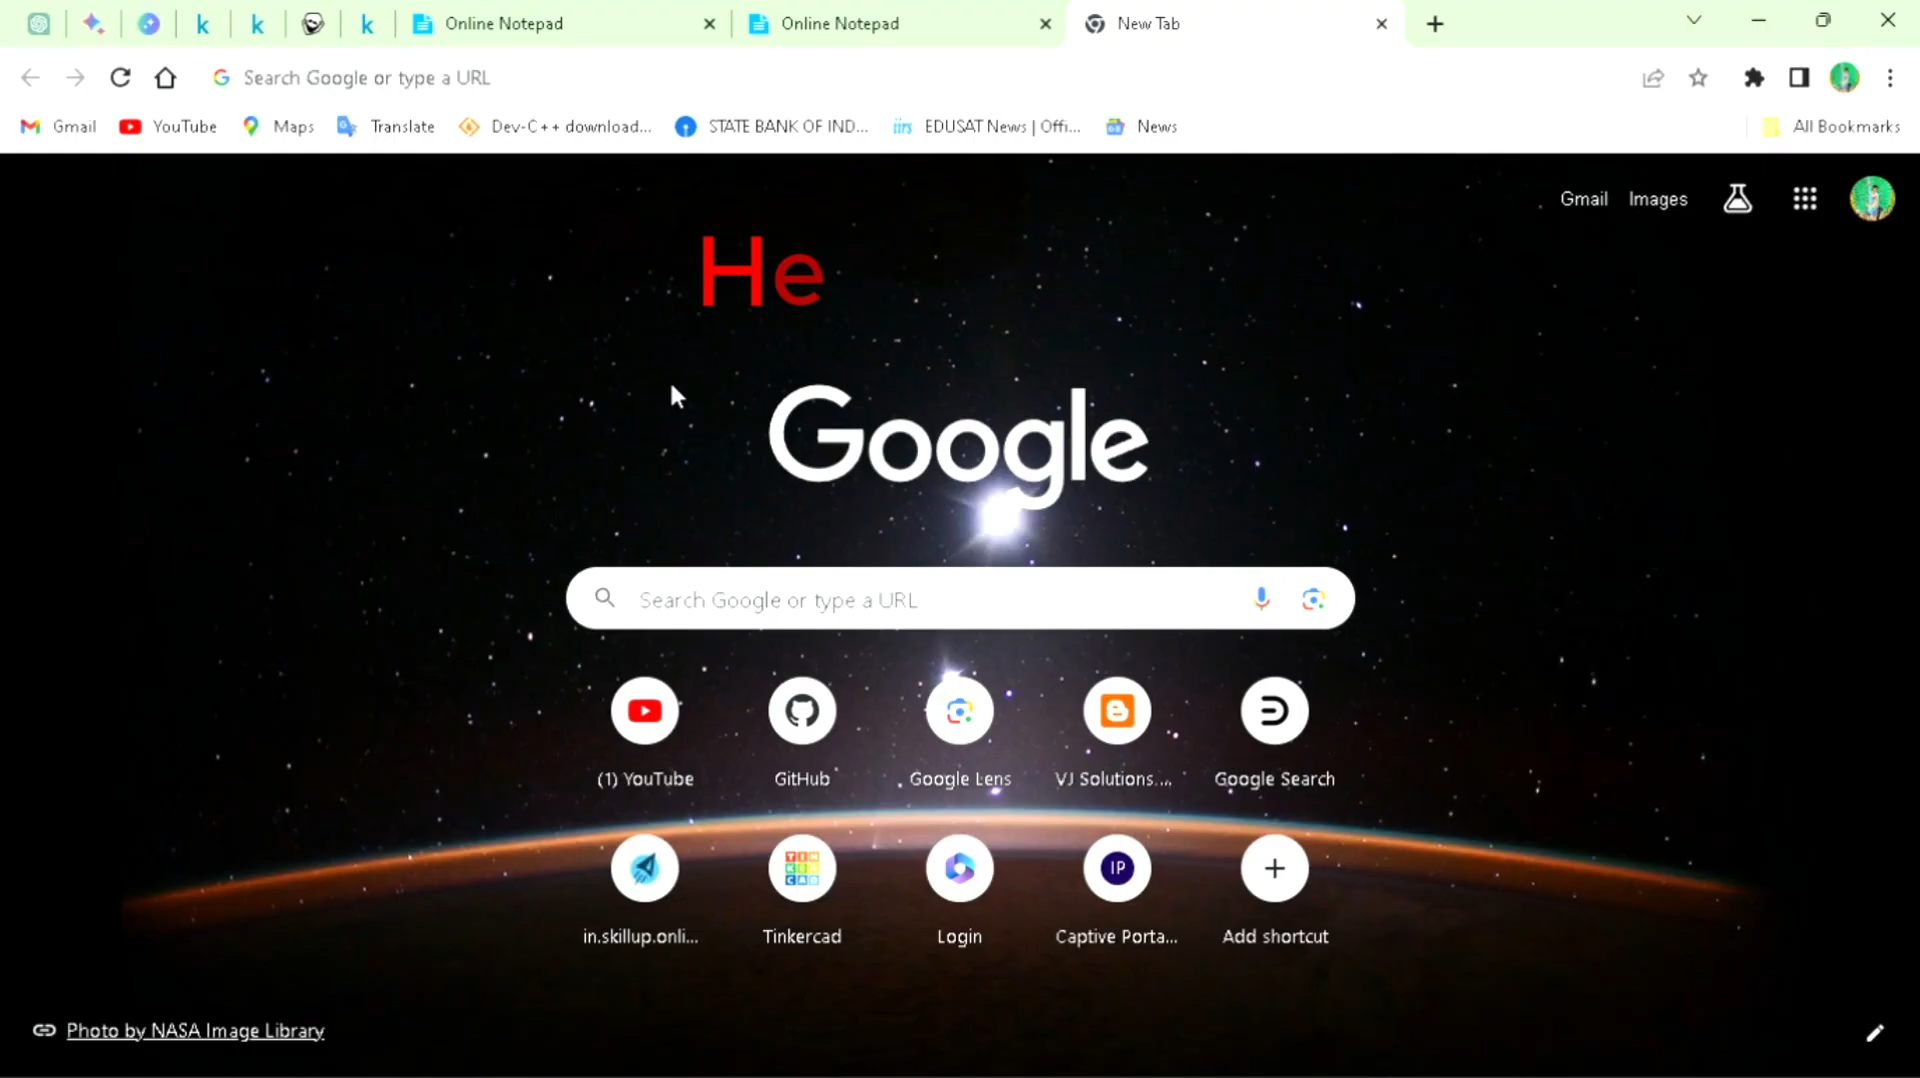 Online Notepad
Online Notepad
New Tab
Search Google or type a URL
Gmail
YouTube
Maps
Translate
Dev-C++ download...
STATE BANK OF IND...
EDUSAT News | Offi...
News
All Bookmarks
Gmail
Images
He
Google
Search Google or type a URL
(1) YouTube
GitHub
Google Lens
VJ Solutions....
Google Search
in.skillup.onli...
Tinkercad
Login
IP
Captive Porta...
Add shortcut
Photo by NASA Image Library